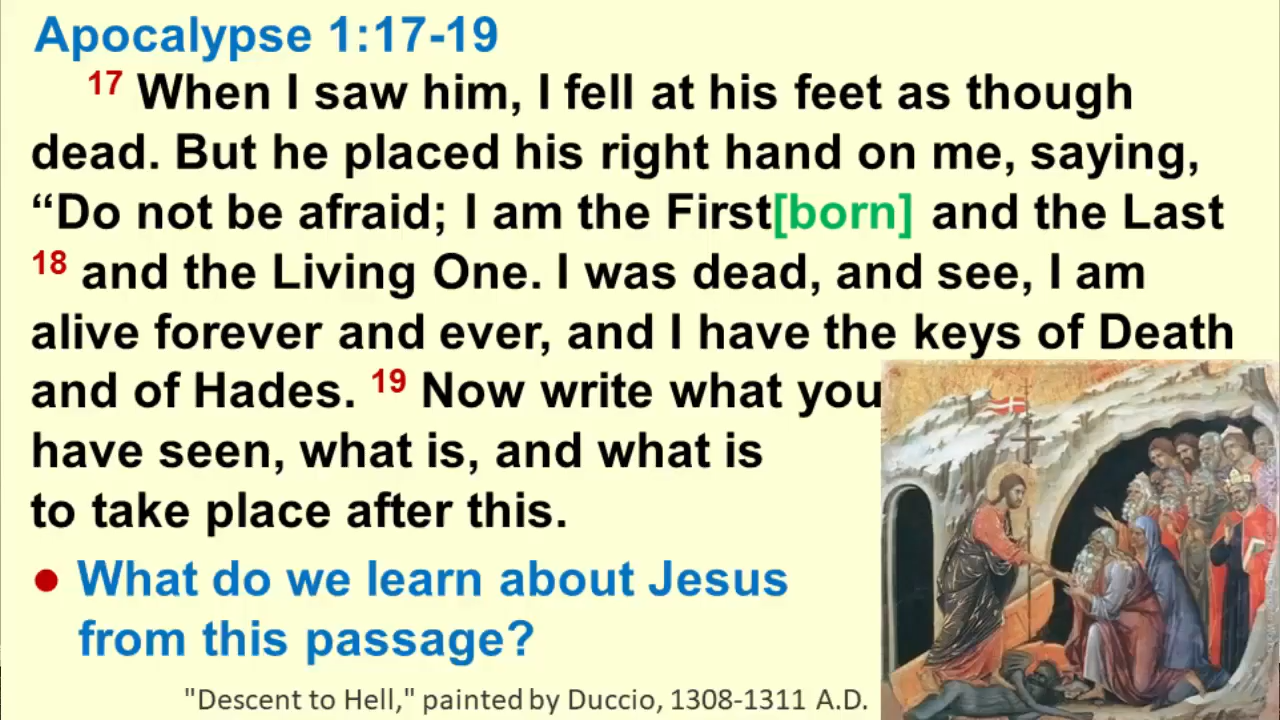 Apocalypse 1:17-19
17 When I saw him, I fell at his feet as though
dead. But he placed his right hand on me, saying,
“Do not be afraid; I am the First[born] and the Last
18 and the Living One. I was dead, and see, I am
alive forever and ever, and I have the keys of Death
and of Hades. 19 Now write what you
have seen, what is, and what is
to take place after this.
● What do we learn about Jesus
from this passage?
"Descent to Hell," painted by Duccio, 1308-1311 A.D.